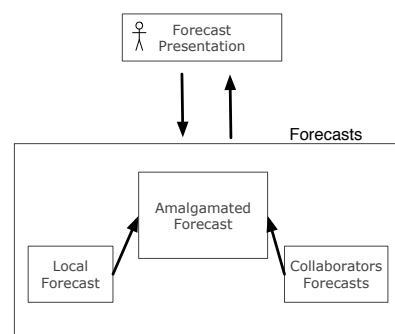 Forecast
Presentation
Forecasts
Amalgamated
Forecast
Local
Forecast
Collaborators
Forecasts